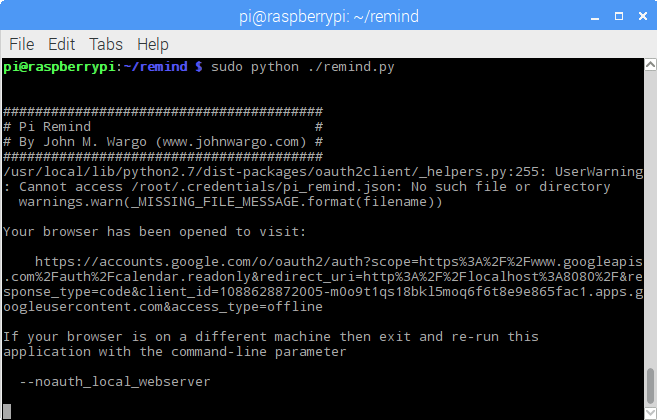 pi@raspberrypi: ~/remind
File Edit Tabs Help
pi@raspberrypi:~/remind $ sudo python ./remind.py
########################################
# Pi Remind                            #
# By John M. Wargo (www.johnwargo.com) #
########################################
/usr/local/lib/python2.7/dist-packages/oauth2client/_helpers.py:255: UserWarning
: Cannot access /root/.credentials/pi_remind.json: No such file or directory
  warnings.warn(_MISSING_FILE_MESSAGE.format(filename))
Your browser has been opened to visit:
    https://accounts.google.com/o/oauth2/auth?scope=https%3A%2F%2Fwww.googleapis
.com%2Fauth%2Fcalendar.readonly&redirect_uri=http%3A%2F%2Flocalhost%3A8080%2F&re
sponse_type=code&client_id=1088628872005-m0o9t1qs18bkl5moq6f6t8e9e865fac1.apps.g
oogleusercontent.com&access_type=offline
If your browser is on a different machine then exit and re-run this
application with the command-line parameter
  --noauth_local_webserver